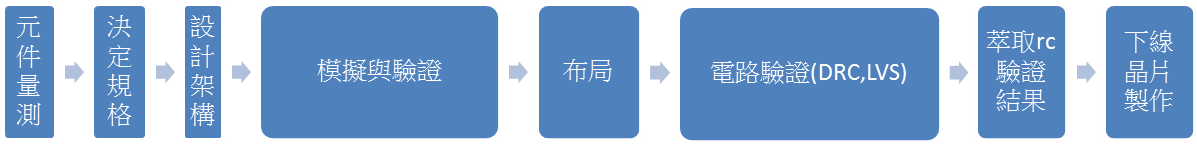 元件量測
決定規格
設計架構
模擬與驗證
布局
電路驗證(DRC,LVS)
萃取rc
驗證
結果
下線
晶片
製作